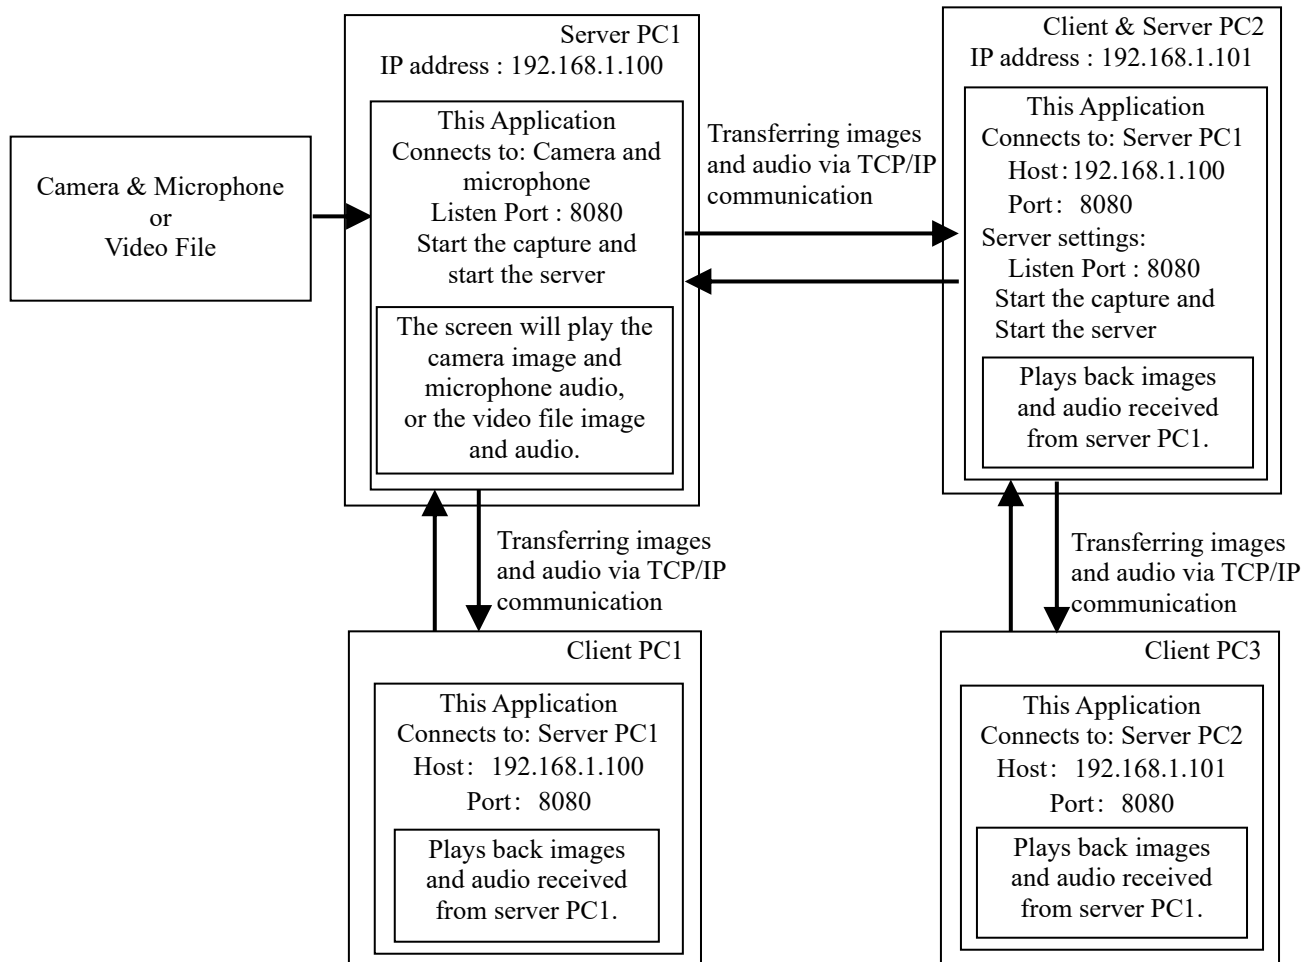 Camera & Microphone
or
Video File
Server PC1
IP address : 192.168.1.100
This Application
Connects to: Camera and
microphone
Listen Port : 8080
Start the capture and
start the server
The screen will play the
camera image and
microphone audio,
or the video file image
and audio.
Transferring images
and audio via TCP/IP
communication
Client & Server PC2
IP address : 192.168.1.101
This Application
Connects to: Server PC1
Host：192.168.1.100
Port： 8080
Server settings:
Listen Port : 8080
Start the capture and
Start the server
Plays back images
and audio received
from server PC1.
Transferring images
and audio via TCP/IP
communication
Transferring images
and audio via TCP/IP
communication
Client PC1
This Application
Connects to: Server PC1
Host： 192.168.1.100
Port： 8080
Plays back images
and audio received
from server PC1.
Client PC3
This Application
Connects to: Server PC2
Host： 192.168.1.101
Port： 8080
Plays back images
and audio received
from server PC1.